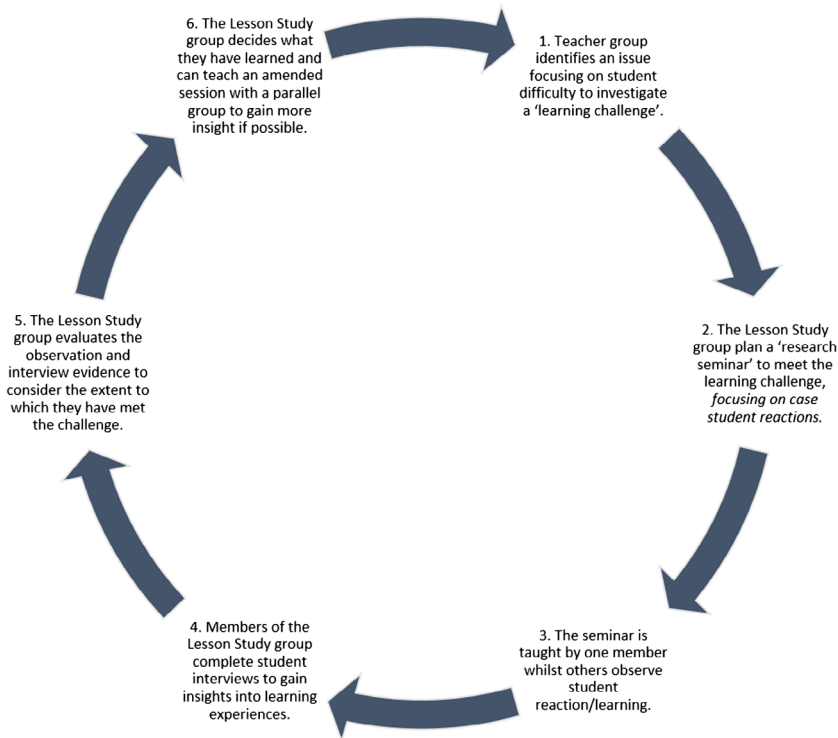 1. Teacher group
identifies an issue
focusing on student
difficulty to investigate
a ‘learning challenge’.
2. The Lesson Study
group plan a ‘research
seminar’ to meet the
learning challenge,
focusing on case
student reactions.
3. The seminar is
taught by one member
whilst others observe
student
reaction/learning.
4. Members of the
Lesson Study group
complete student
interviews to gain
insights into learning
experiences.
5. The Lesson Study
group evaluates the
observation and
interview evidence to
consider the extent to
which they have met
the challenge.
6. The Lesson Study
group decides what
they have learned and
can teach an amended
session with a parallel
group to gain more
insight if possible.